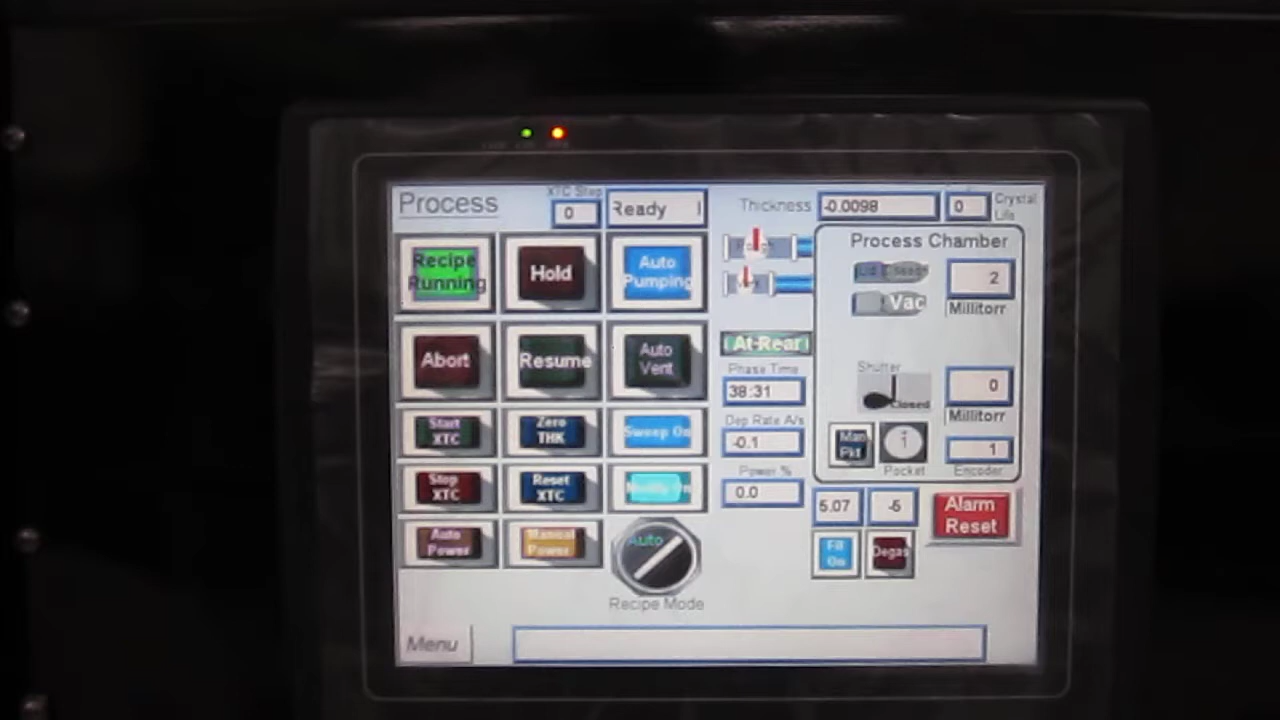 Process
XTC Step
0
Ready
Thickness
-0.0098
0
Crystal
Life
Recipe
Running
Hold
Auto
Pumping
Process Chamber
2
Vac
Millitorr
Abort
Resume
Auto
Vent
At Rear
Phase Time
38:31
Shutter
Closed
0
Millitorr
Start
XTC
Zero
THK
Sweep On
Dep Rate A/s
-0.1
Man
Pkt
1
Pocket
1
Encoder
Stop
XTC
Reset
XTC
Power %
0.0
5.07
-5
Alarm
Reset
Auto
Power
Manual
Power
Auto
Recipe Mode
Fil
On
Degas
Menu